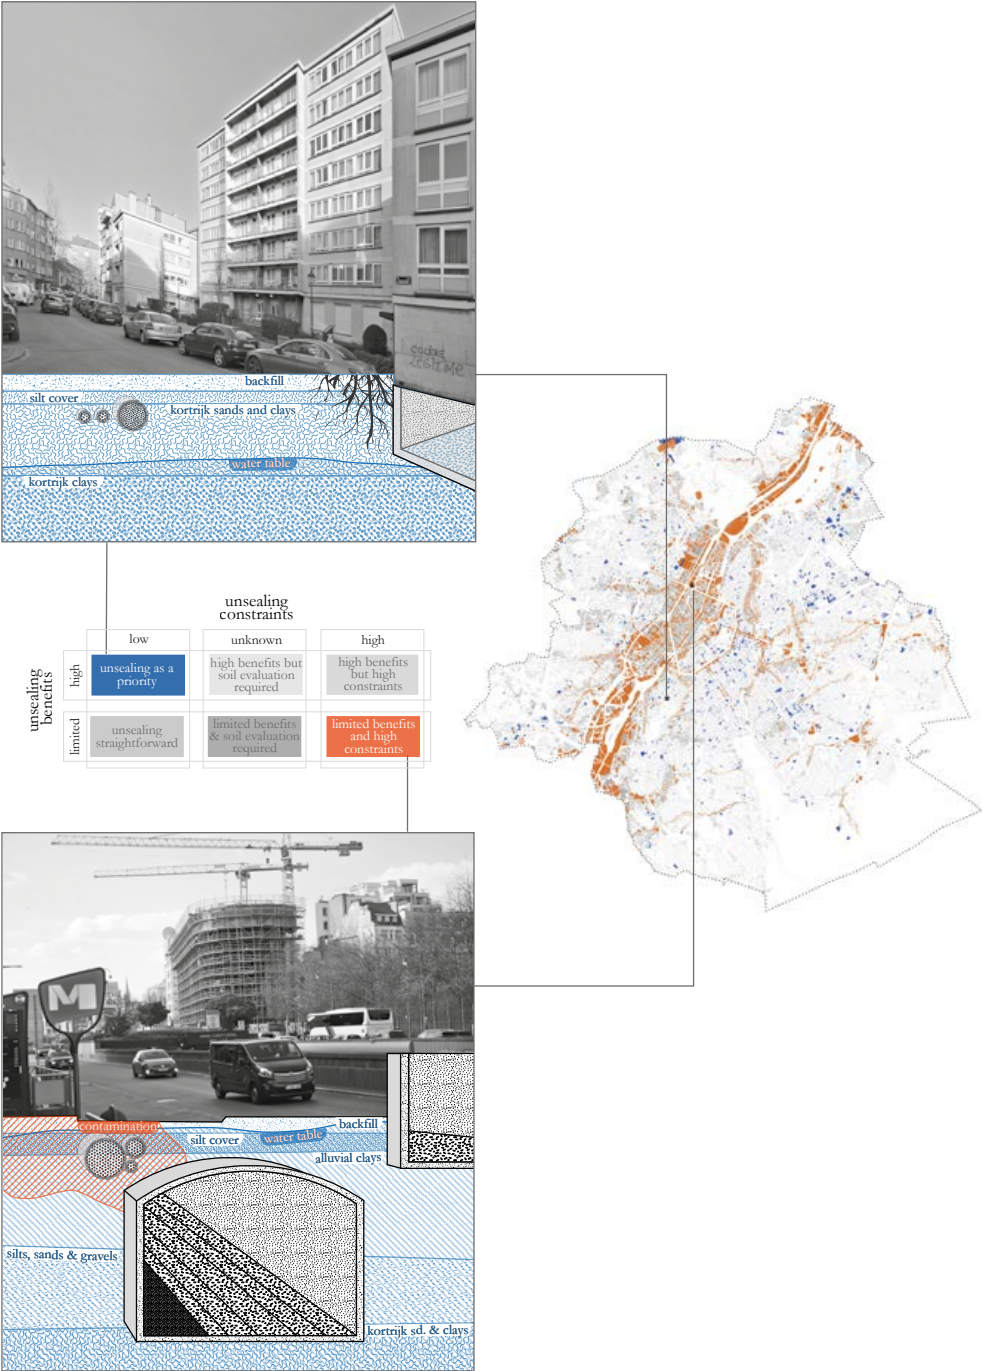 backfill
silt cover
kortrijk sands and clays
water table
kortrijk clays
unsealing
constraints
low
unknown
high
unsealing
benefits
high
unsealing as a
priority
high benefits but
soil evaluation
required
high benefits
but high
constraints
limited
unsealing
straightforward
limited benefits
& soil evaluation
required
limited benefits
and high
constraints
M
contamination
backfill
silt cover
water table
alluvial clays
silts, sands & gravels
kortrijk sd. & clays